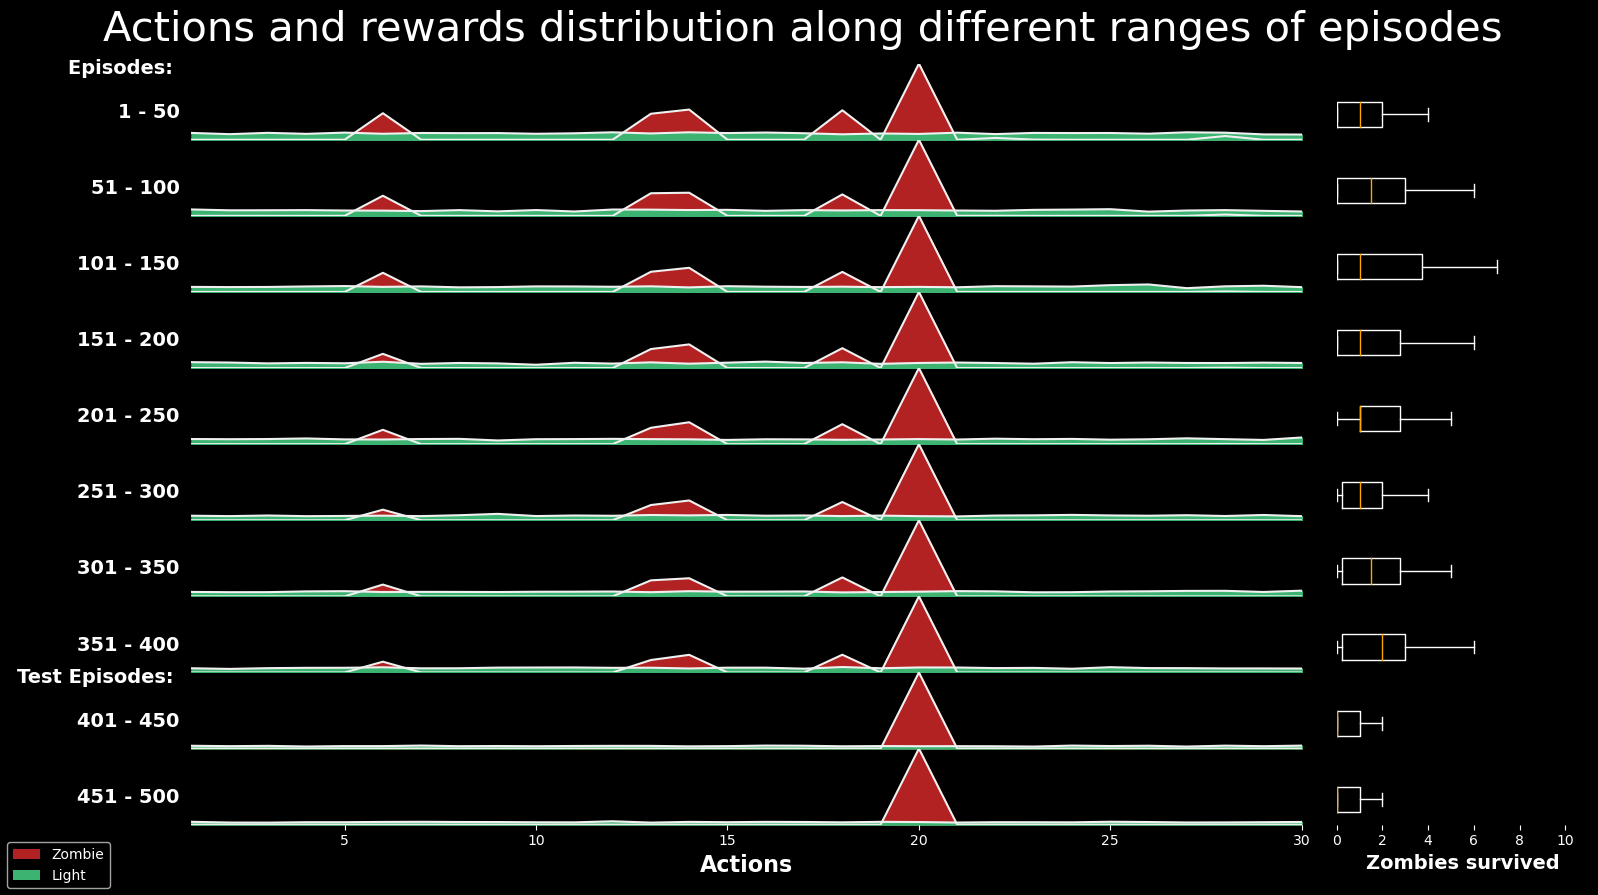 Actions and rewards distribution along different ranges of episodes
Episodes:
1 - 50
51 - 100
101 - 150
151 - 200
201 - 250
251 - 300
301 - 350
351 - 400
Test Episodes:
401 - 450
451 - 500
5 10 15 20 25 30
0 2 4 6 8 10
Actions
Zombies survived
Zombie
Light